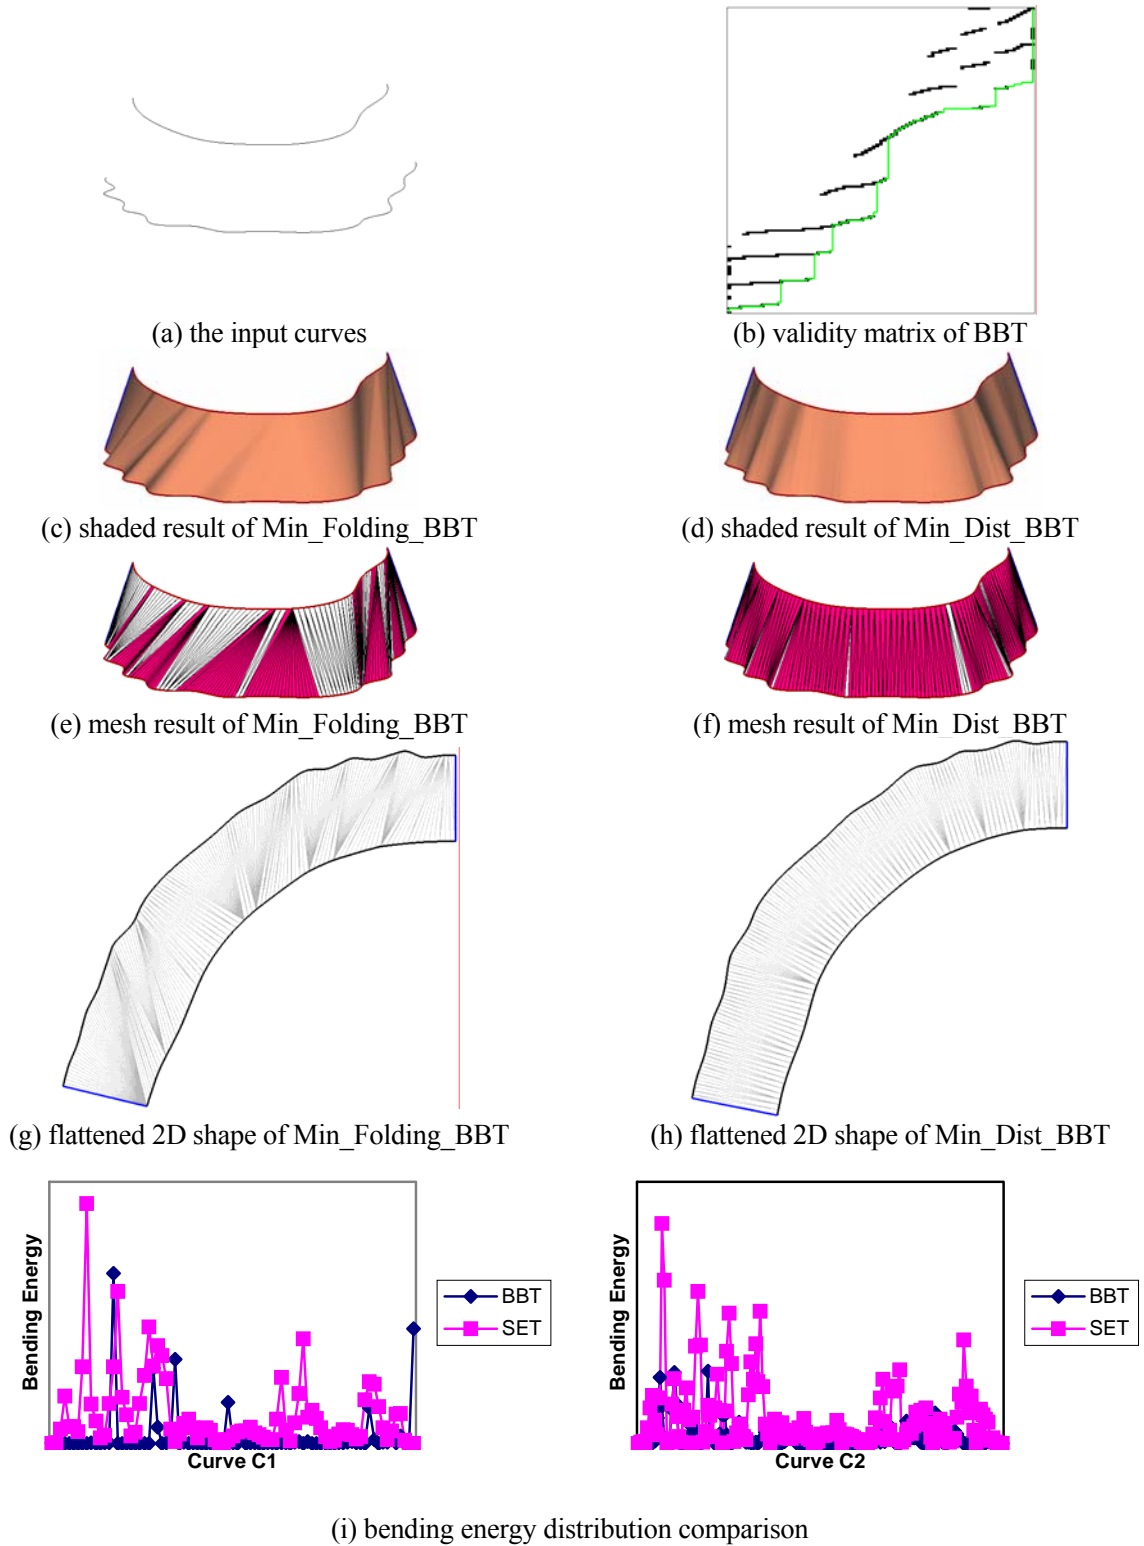 (a) the input curves
(b) validity matrix of BBT
(c) shaded result of Min_Folding_BBT
(d) shaded result of Min_Dist_BBT
(e) mesh result of Min_Folding_BBT
(f) mesh result of Min_Dist_BBT
(g) flattened 2D shape of Min_Folding_BBT
(h) flattened 2D shape of Min_Dist_BBT
Bending Energy
BBT
SET
Curve C1
Bending Energy
BBT
SET
Curve C2
(i) bending energy distribution comparison